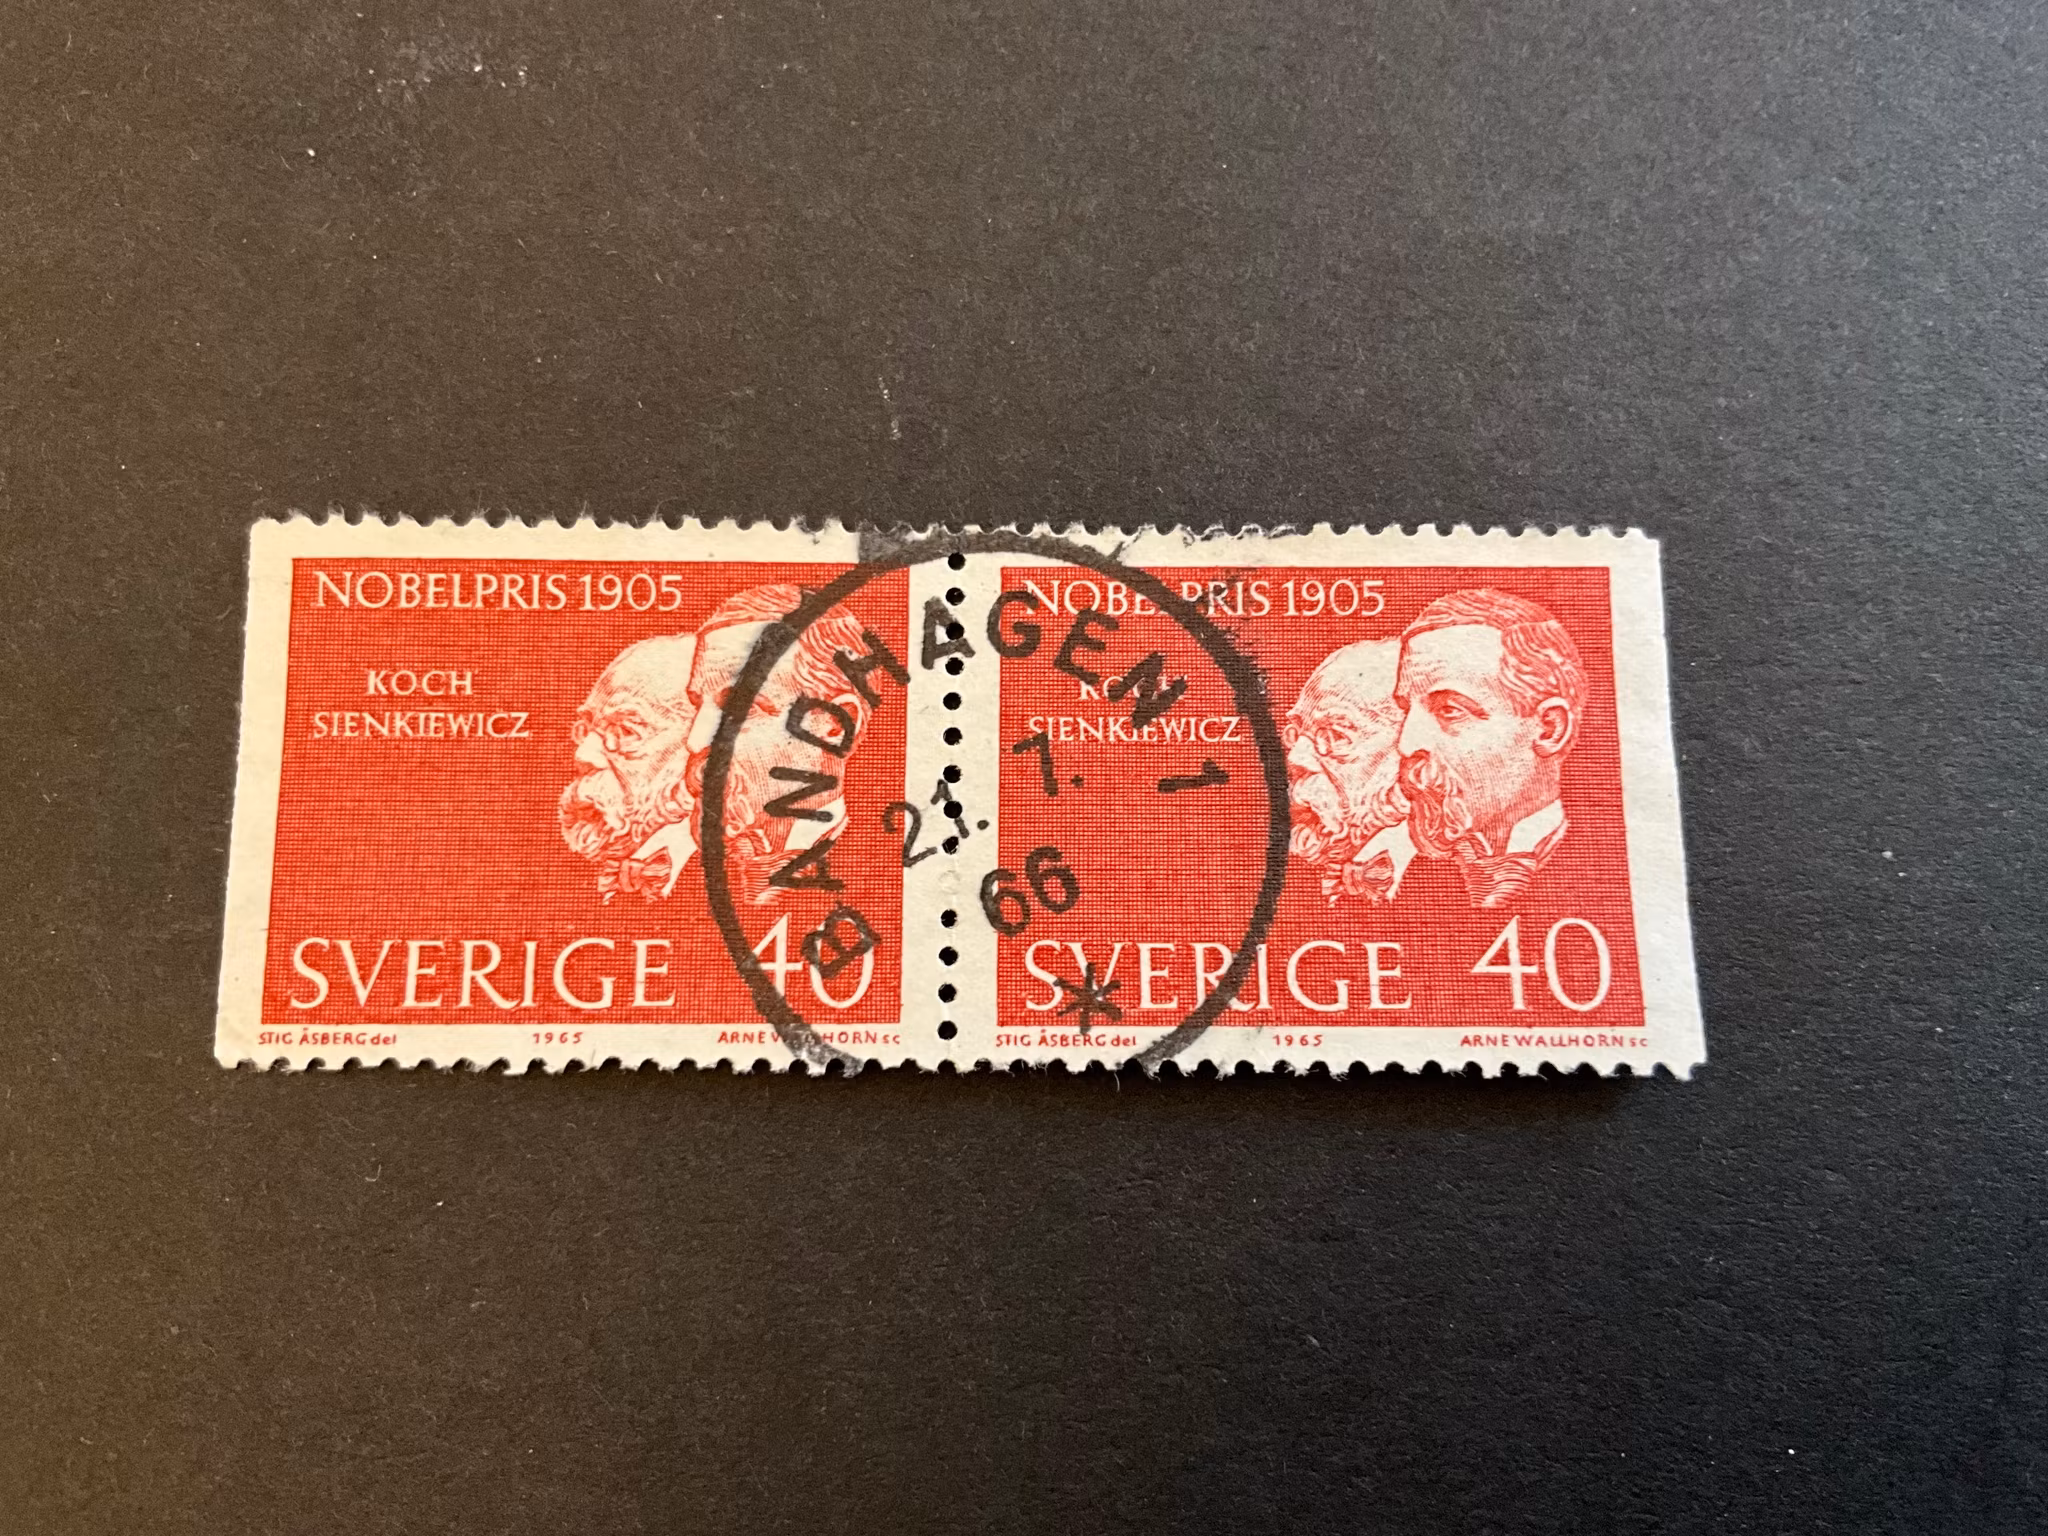 NOBELPRIS 1905
KOCH
SIENKIEWICZ
SVERIGE 40
STIG ÅSBERG del 1965 ARNE WALLHORN sc
NOBELPRIS 1905
KOCH
SIENKIEWICZ
SVERIGE 40
STIG ÅSBERG del 1965 ARNE WALLHORN sc
BANDHAGEN 1
21. 7.
66
*